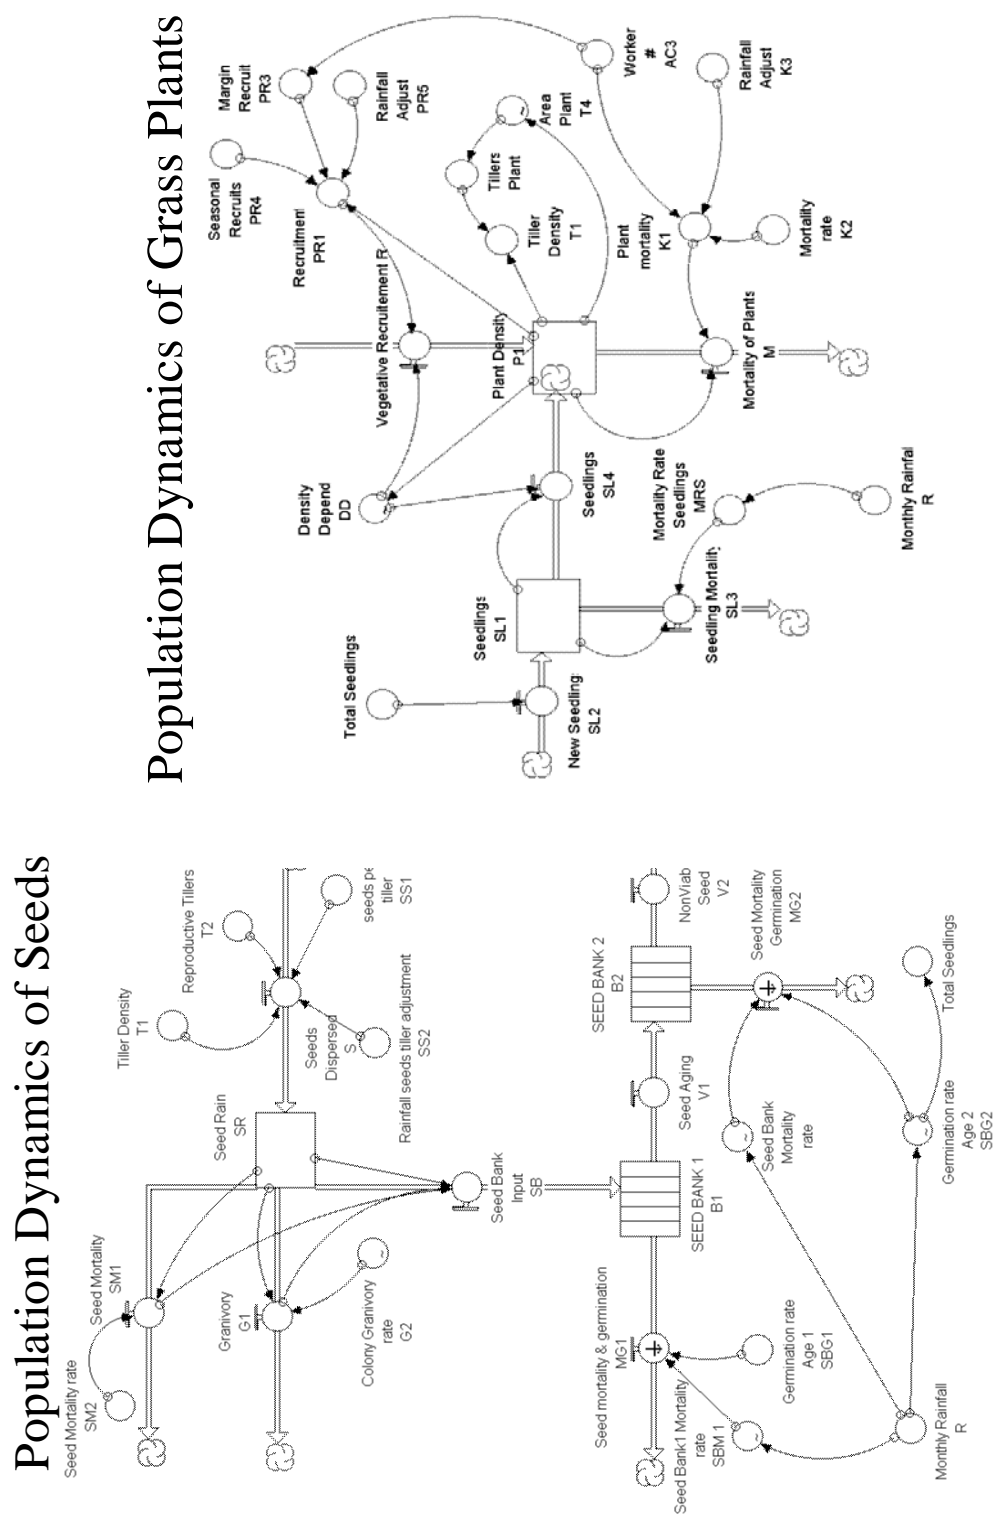 Population Dynamics of Seeds
Seed Mortality rate
SM2
Seed Mortality
SM1
Granivory
G1
Colony Granivory
rate
G2
Seed Rain
SR
Tiller Density
T1
Reproductive Tillers
T2
Seeds
Dispersed
S
Rainfall seeds tiller adjustment
SS2
seeds pe
tiller
SS1
Seed Bank
Input
SB
Seed mortality & germination
MG1
Seed Bank1 Mortality
rate
SBM 1
Germination rate
Age 1
SBG1
Monthly Rainfall
R
SEED BANK 1
B1
Seed Aging
V1
SEED BANK 2
B2
NonViab
Seed
V2
Seed Mortality
Germination
MG2
Seed Bank
Mortality
rate
Germination rate
Age 2
SBG2
Total Seedlings
Population Dynamics of Grass Plants
Total Seedlings
New Seedling:
SL2
Seedlings
SL1
Density
Depend
DD
Seedlings
SL4
Seedling Mortality
SL3
Mortality Rate
Seedlings
MRS
Monthly Rainfal
R
Vegetative Recruitement R
Plant Density
P1
Mortality of Plants
M
Seasonal
Recruits
PR4
Recruitment
PR1
Margin
Recruit
PR3
Rainfall
Adjust
PR5
Tiller
Density
T1
Tillers
Plant
Area
Plant
T4
Plant
mortality
K1
Worker
#
AC3
Mortality
rate
K2
Rainfall
Adjust
K3